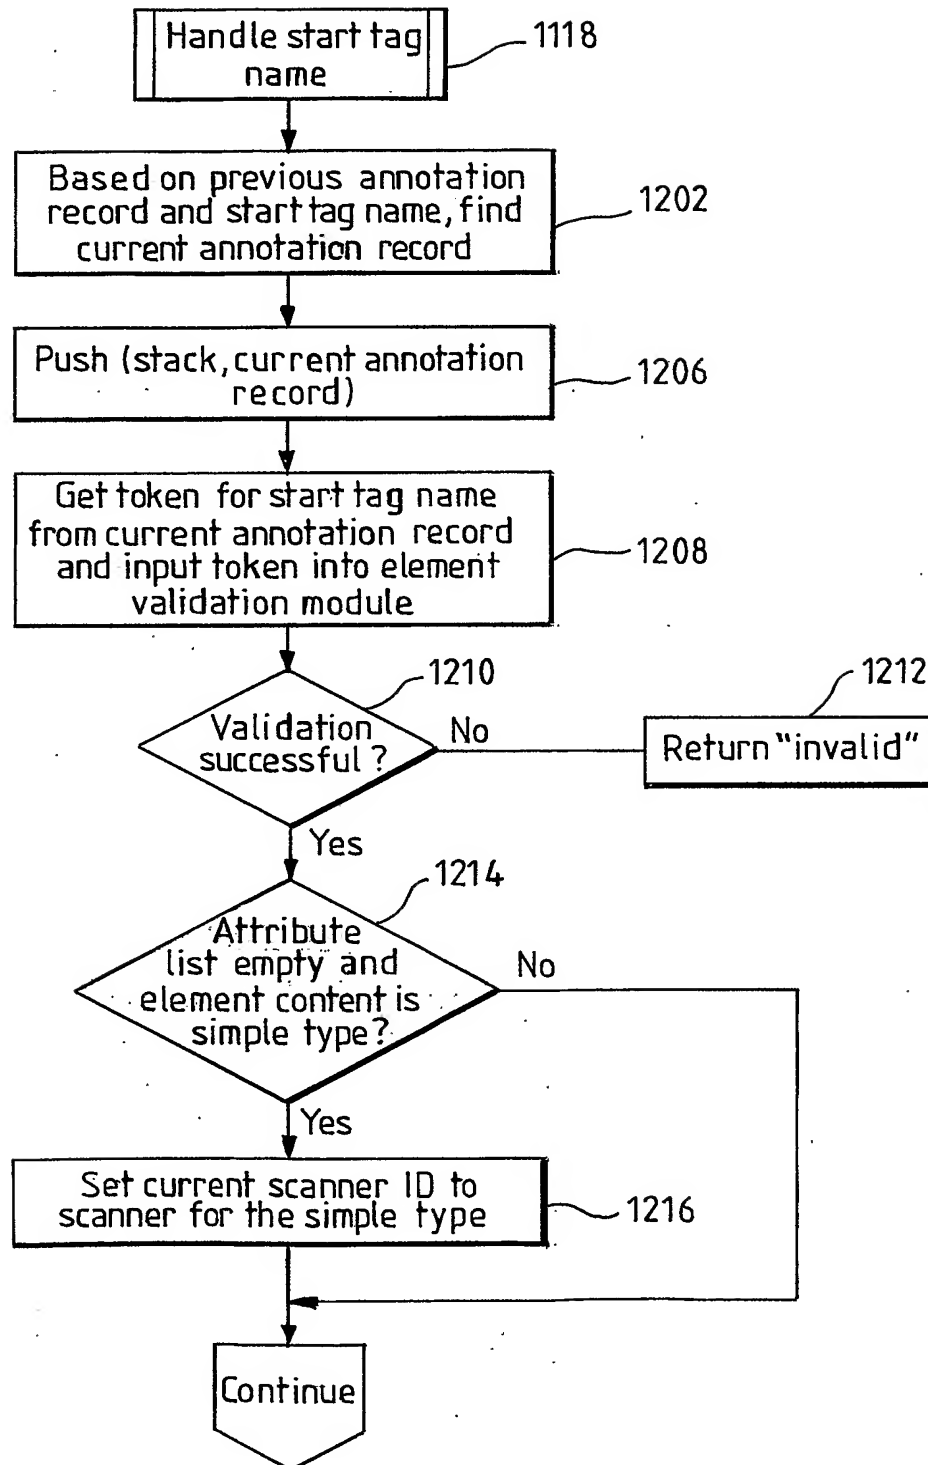 Handle start tag
name
1118
Based on previous annotation
record and start tag name, find
current annotation record
1202
Push (stack, current annotation
record)
1206
Get token for start tag name
from current annotation record
and input token into element
validation module
1208
1210
Validation
successful?
No
1212
Return "invalid"
Yes
1214
Attribute
list empty and
element content is
simple type?
No
Yes
Set current scanner ID to
scanner for the simple type
1216
Continue